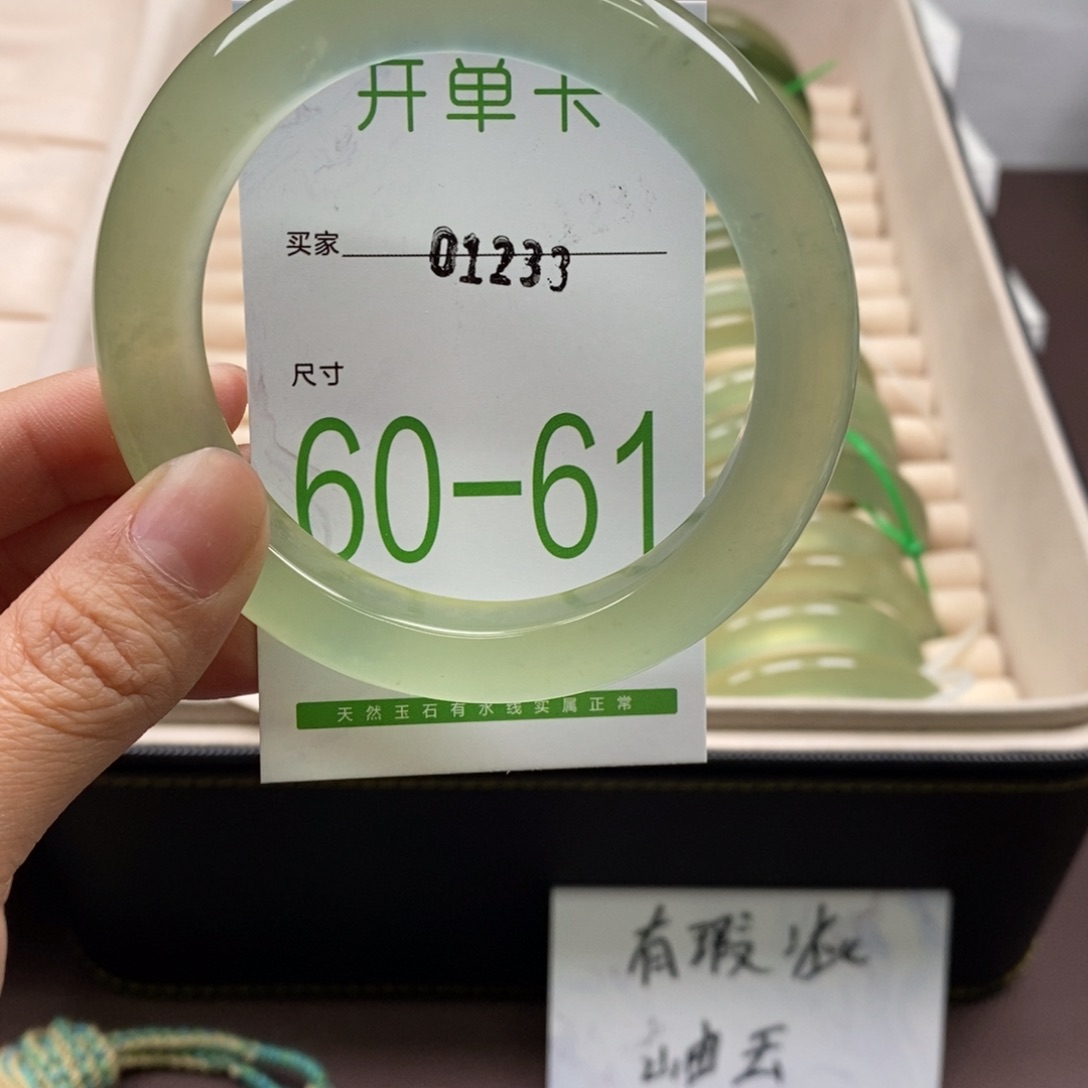 开单卡
买家 01233
尺寸
60-61
天然玉石有水线实属正常
有瑕疵
岫玉